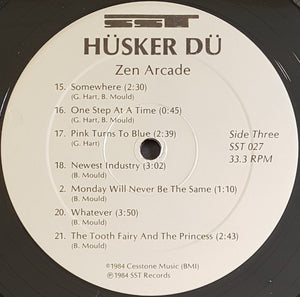 SST
HÜSKER DÜ
Zen Arcade
15. Somewhere (2:30)
(G. Hart, B. Mould)
16. One Step At A Time (0:45)
(G. Hart, B. Mould)
17. Pink Turns To Blue (2:39)
(G. Hart)
Side Three
SST 027
33.3 RPM
18. Newest Industry (3:02)
(B. Mould)
2. Monday Will Never Be The Same (1:10)
(B. Mould)
20. Whatever (3:50)
(B. Mould)
21. The Tooth Fairy And The Princess (2:43)
(B. Mould)
©1984 Cesstone Music (BMI)
℗1984 SST Records